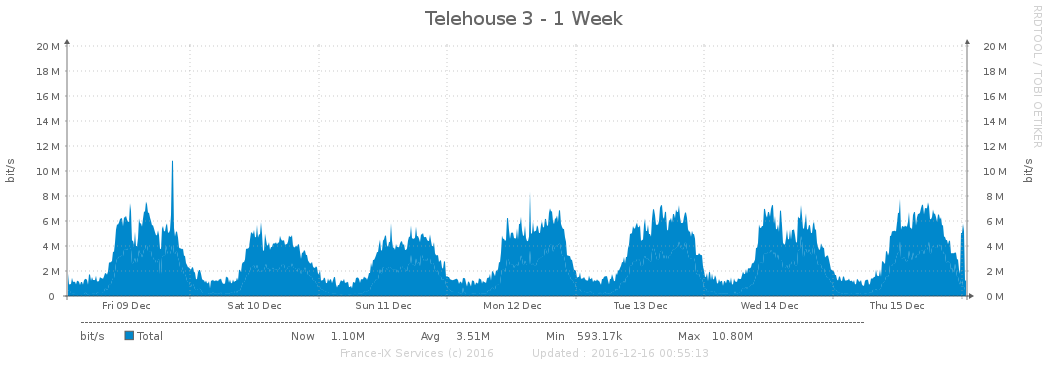 Telehouse 3 - 1 Week
RRDTOOL / TOBI OETIKER
bit/s
20 M
18 M
16 M
14 M
12 M
10 M
8 M
6 M
4 M
2 M
0
20 M
18 M
16 M
14 M
12 M
10 M
8 M
6 M
4 M
2 M
0 M
bit/s
Fri 09 Dec Sat 10 Dec Sun 11 Dec Mon 12 Dec Tue 13 Dec Wed 14 Dec Thu 15 Dec
bit/s Total Now 1.10M Avg 3.51M Min 593.17k Max 10.80M
France-IX Services (c) 2016 Updated : 2016-12-16 00:55:13